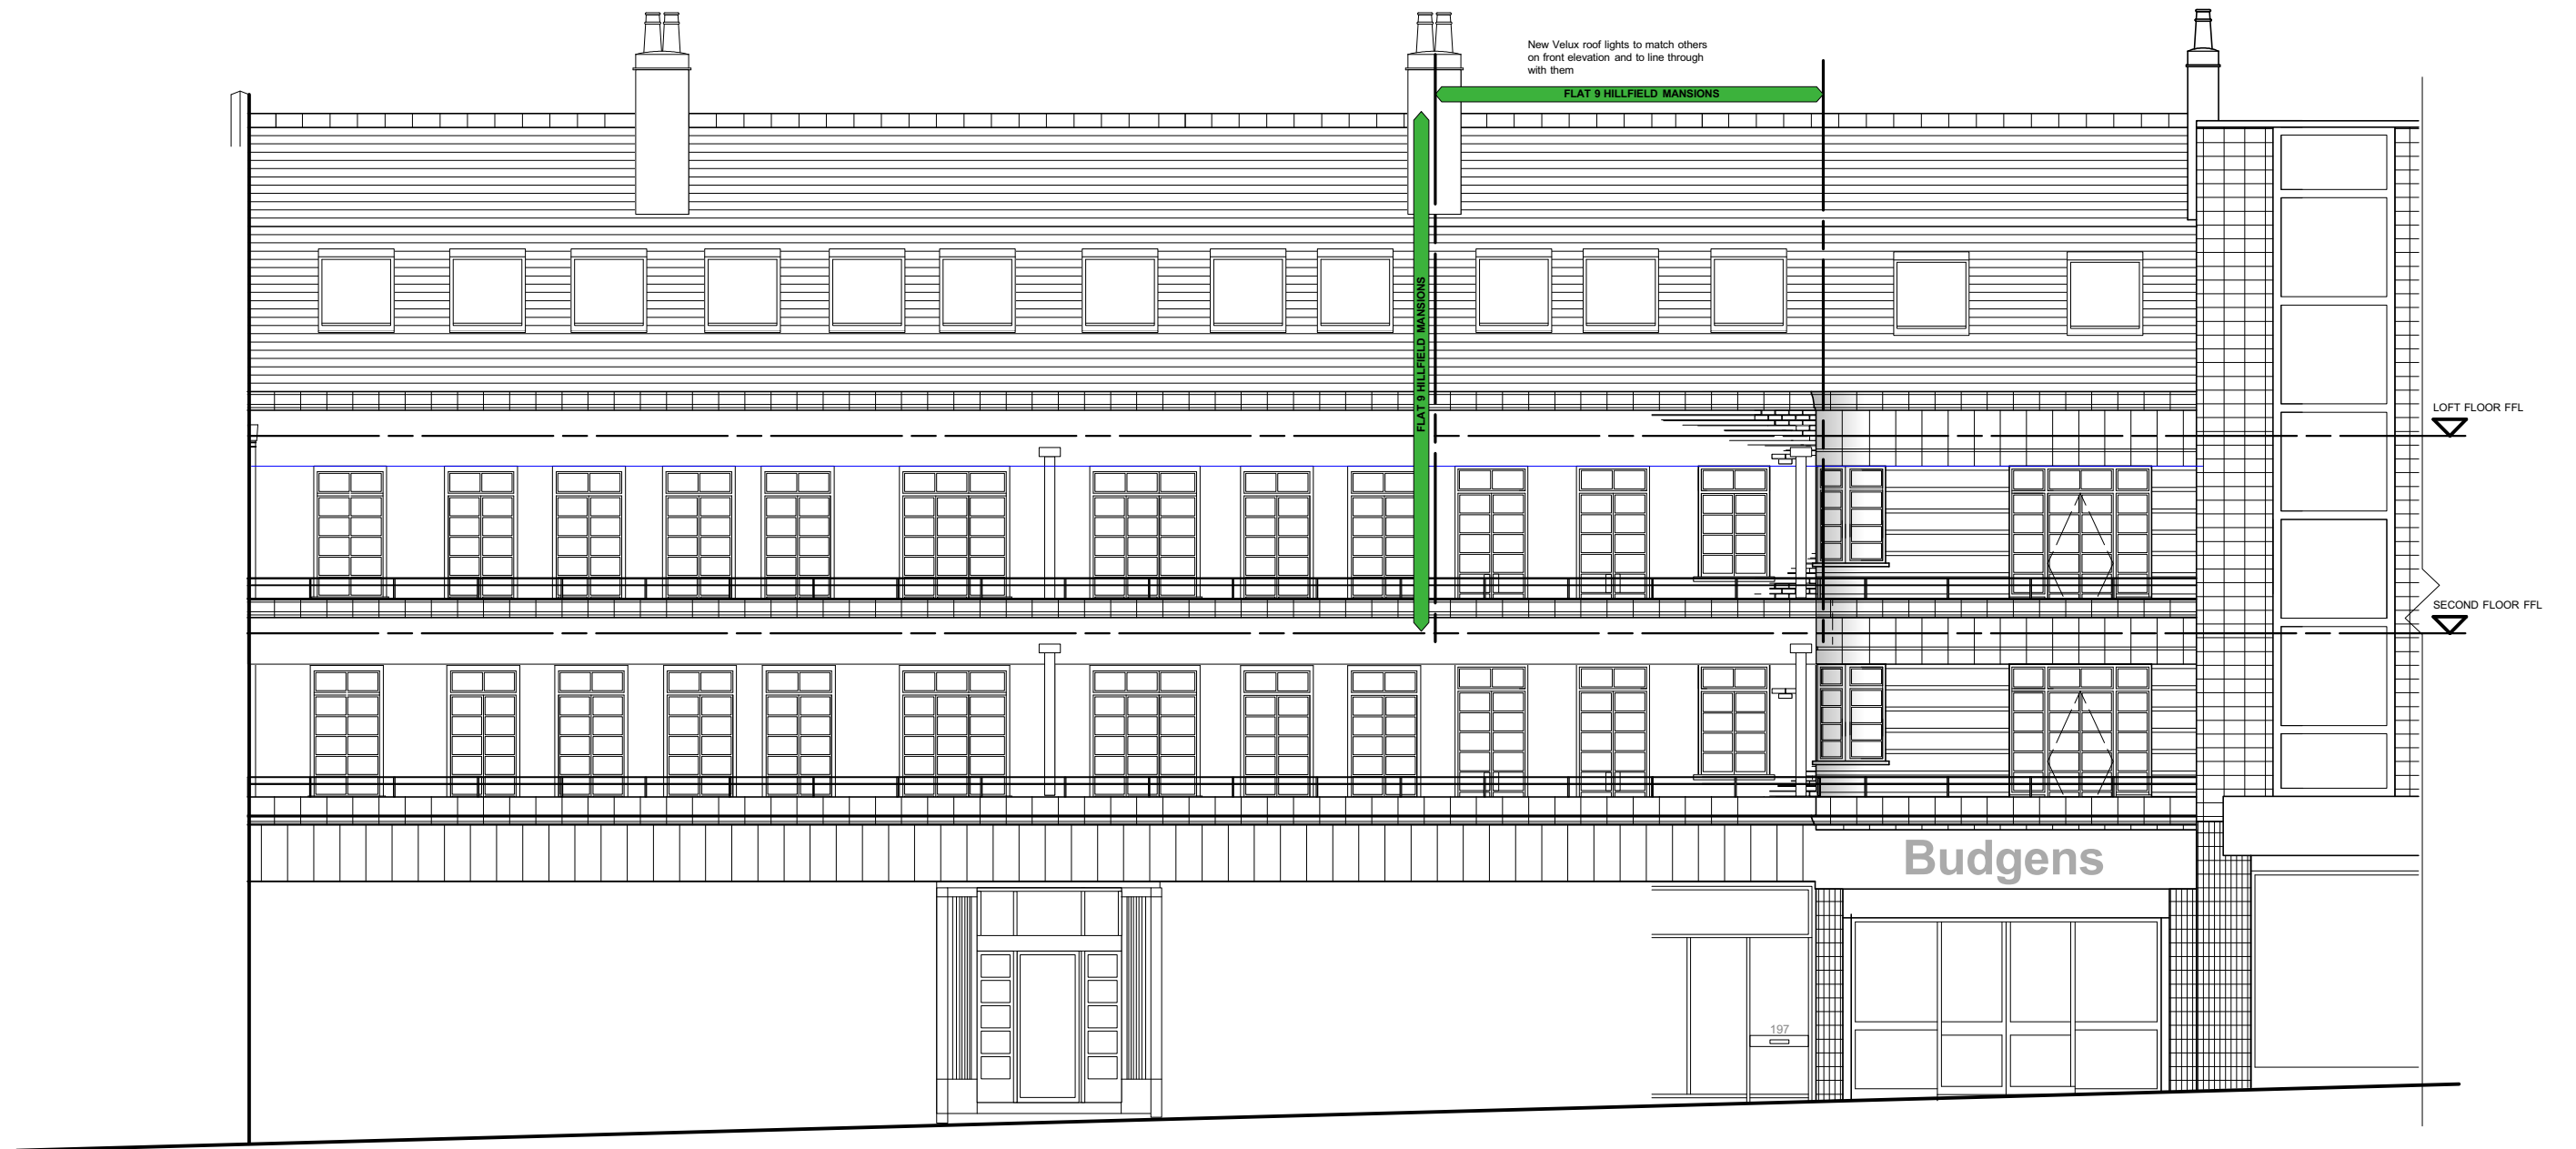 New Velux roof lights to match others
on front elevation and to line through
with them
FLAT 9 HILLFIELD MANSIONS
FLAT 9 HILLFIELD MANSIONS
LOFT FLOOR FFL
SECOND FLOOR FFL
Budgens
197